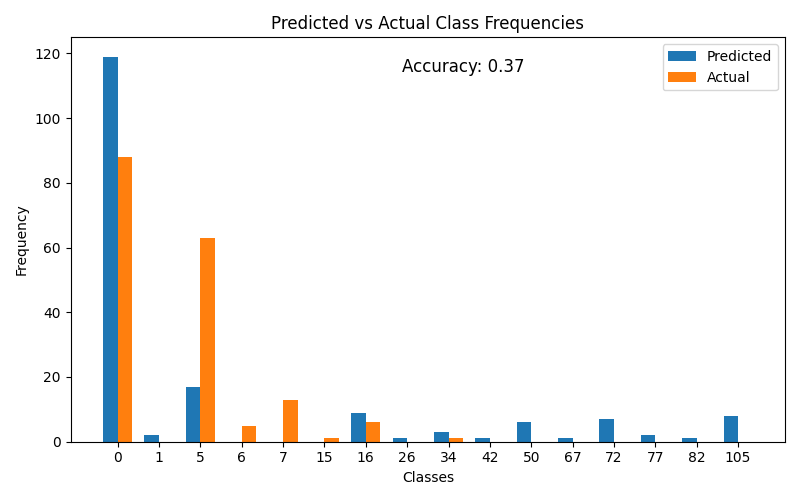 Predicted vs Actual Class Frequencies
Accuracy: 0.37
Predicted
Actual
Frequency
120
100
80
60
40
20
0
0 1 5 6 7 15 16 26 34 42 50 67 72 77 82 105
Classes